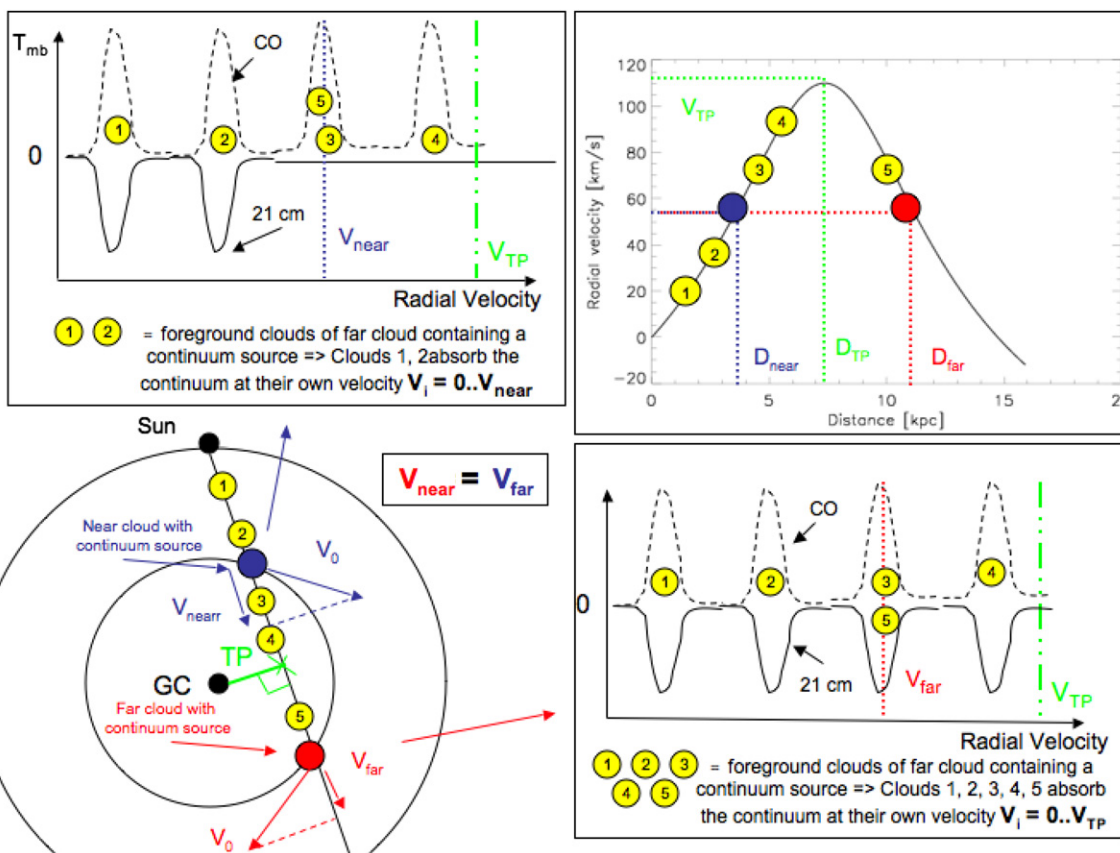 T_mb
CO
5
1
2
3
4
0
21 cm
V_near
V_TP
Radial Velocity
1 2 = foreground clouds of far cloud containing a
continuum source => Clouds 1, 2absorb the
continuum at their own velocity V_i = 0..V_near
120
100
80
60
40
20
0
−20
Radial velocity [km/s]
V_TP
4
3
5
2
1
D_near
D_TP
D_far
0 5 10 15 2
Distance [kpc]
Sun
1
2
Near cloud with
continuum source
V_0
V_nearr
3
4
TP
GC
Far cloud with
continuum source
5
V_far
V_0
V_near = V_far
CO
1
2
3
4
0
5
21 cm
V_far
V_TP
Radial Velocity
1 2 3 = foreground clouds of far cloud containing a
4 5 continuum source => Clouds 1, 2, 3, 4, 5 absorb
the continuum at their own velocity V_i = 0..V_TP